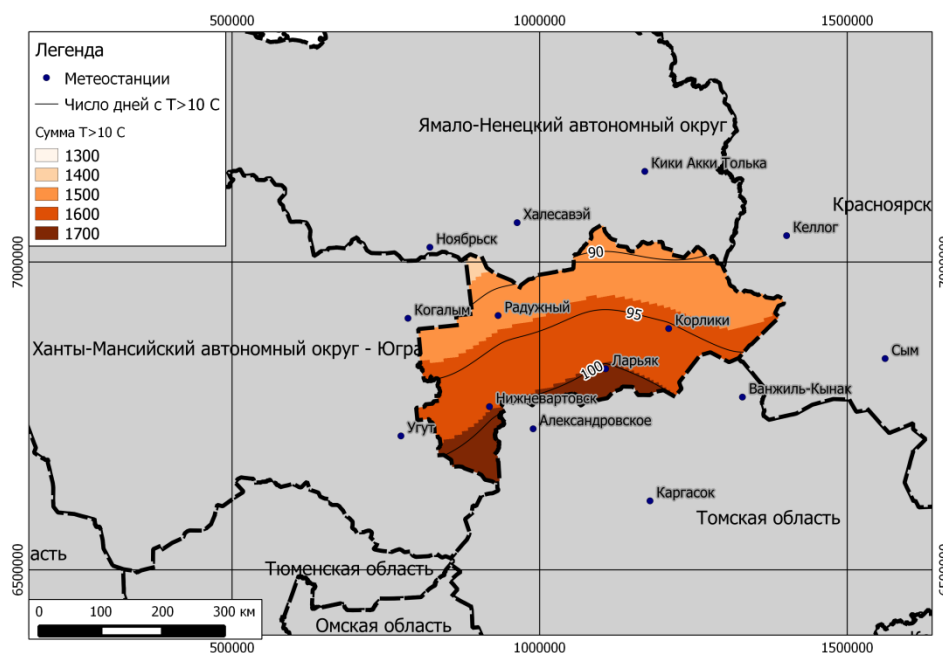 500000
1000000
1500000
Легенда
Метеостанции
Число дней с T>10 С
Сумма T>10 С
1300
1400
1500
1600
1700
Ямало-Ненецкий автономный округ
Кики Акки Толька
Красноярск
Халесавэй
Келлог
Ноябрьск
90
7000000
7000000
Радужный
Когалым
95
Корлики
Ханты-Мансийский автономный округ - Югра
Сым
Ларьяк
100
Ванжиль-Кынак
Нижневартовск
Александровское
Угут
Каргасок
Томская область
асть
Тюменская область
6500000
6500000
0 100 200 300 км
Омская область
500000
1000000
1500000